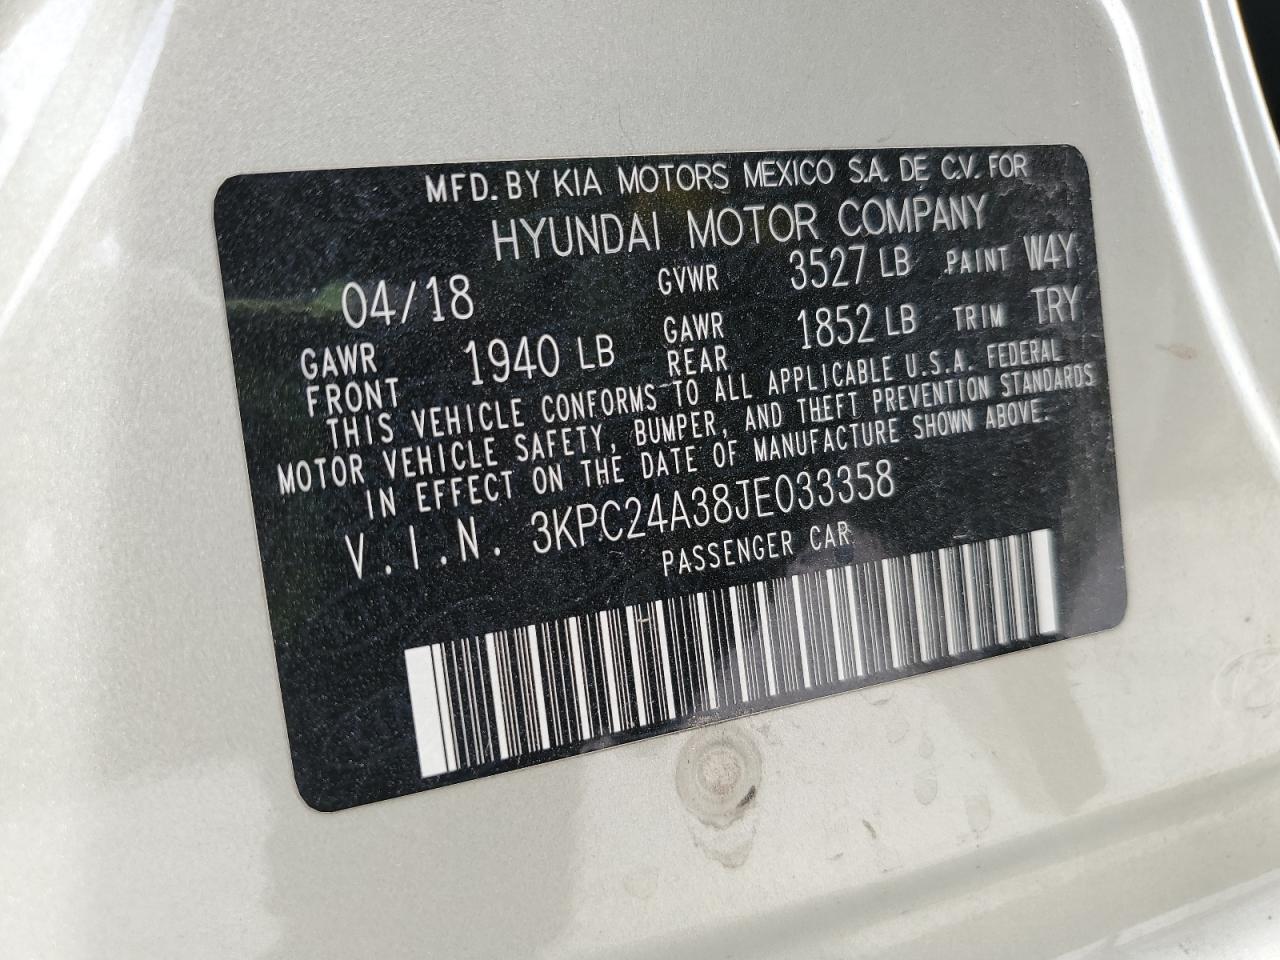 MFD. BY KIA MOTORS MEXICO S.A. DE C.V. FOR
HYUNDAI MOTOR COMPANY
04/18 GVWR 3527 LB PAINT W4Y
GAWR FRONT 1940 LB GAWR REAR 1852 LB TRIM TRY
THIS VEHICLE CONFORMS TO ALL APPLICABLE U.S.A. FEDERAL
MOTOR VEHICLE SAFETY, BUMPER, AND THEFT PREVENTION STANDARDS
IN EFFECT ON THE DATE OF MANUFACTURE SHOWN ABOVE.
V.I.N. 3KPC24A38JE033358
PASSENGER CAR